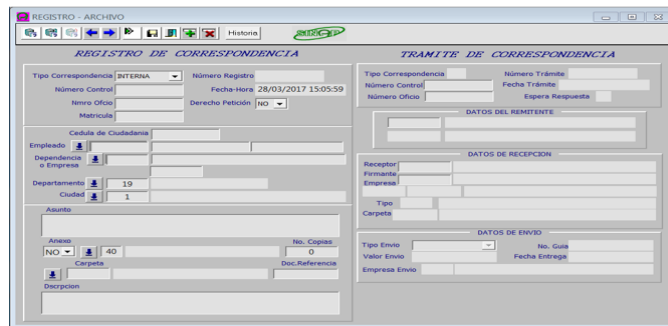 REGISTRO - ARCHIVO
Historia
REGISTRO DE CORRESPONDENCIA
Tipo Correspondencia INTERNA Número Registro
Número Control Fecha-Hora 28/03/2017 15:05:59
Nmro Oficio Derecho Petición NO
Matricula
Cedula de Ciudadania
Empleado
Dependencia
o Empresa
Departamento 19
Ciudad 1
Asunto
Anexo No. Copias
NO 40 0
Carpeta Doc.Referencia
Dscrpcion
TRAMITE DE CORRESPONDENCIA
Tipo Correspondencia Número Trámite
Número Control Fecha Trámite
Número Oficio Espera Respuesta
DATOS DEL REMITENTE
DATOS DE RECEPCION
Receptor
Firmante
Empresa
Tipo
Carpeta
DATOS DE ENVIO
Tipo Envio No. Guia
Valor Envio Fecha Entrega
Empresa Envio